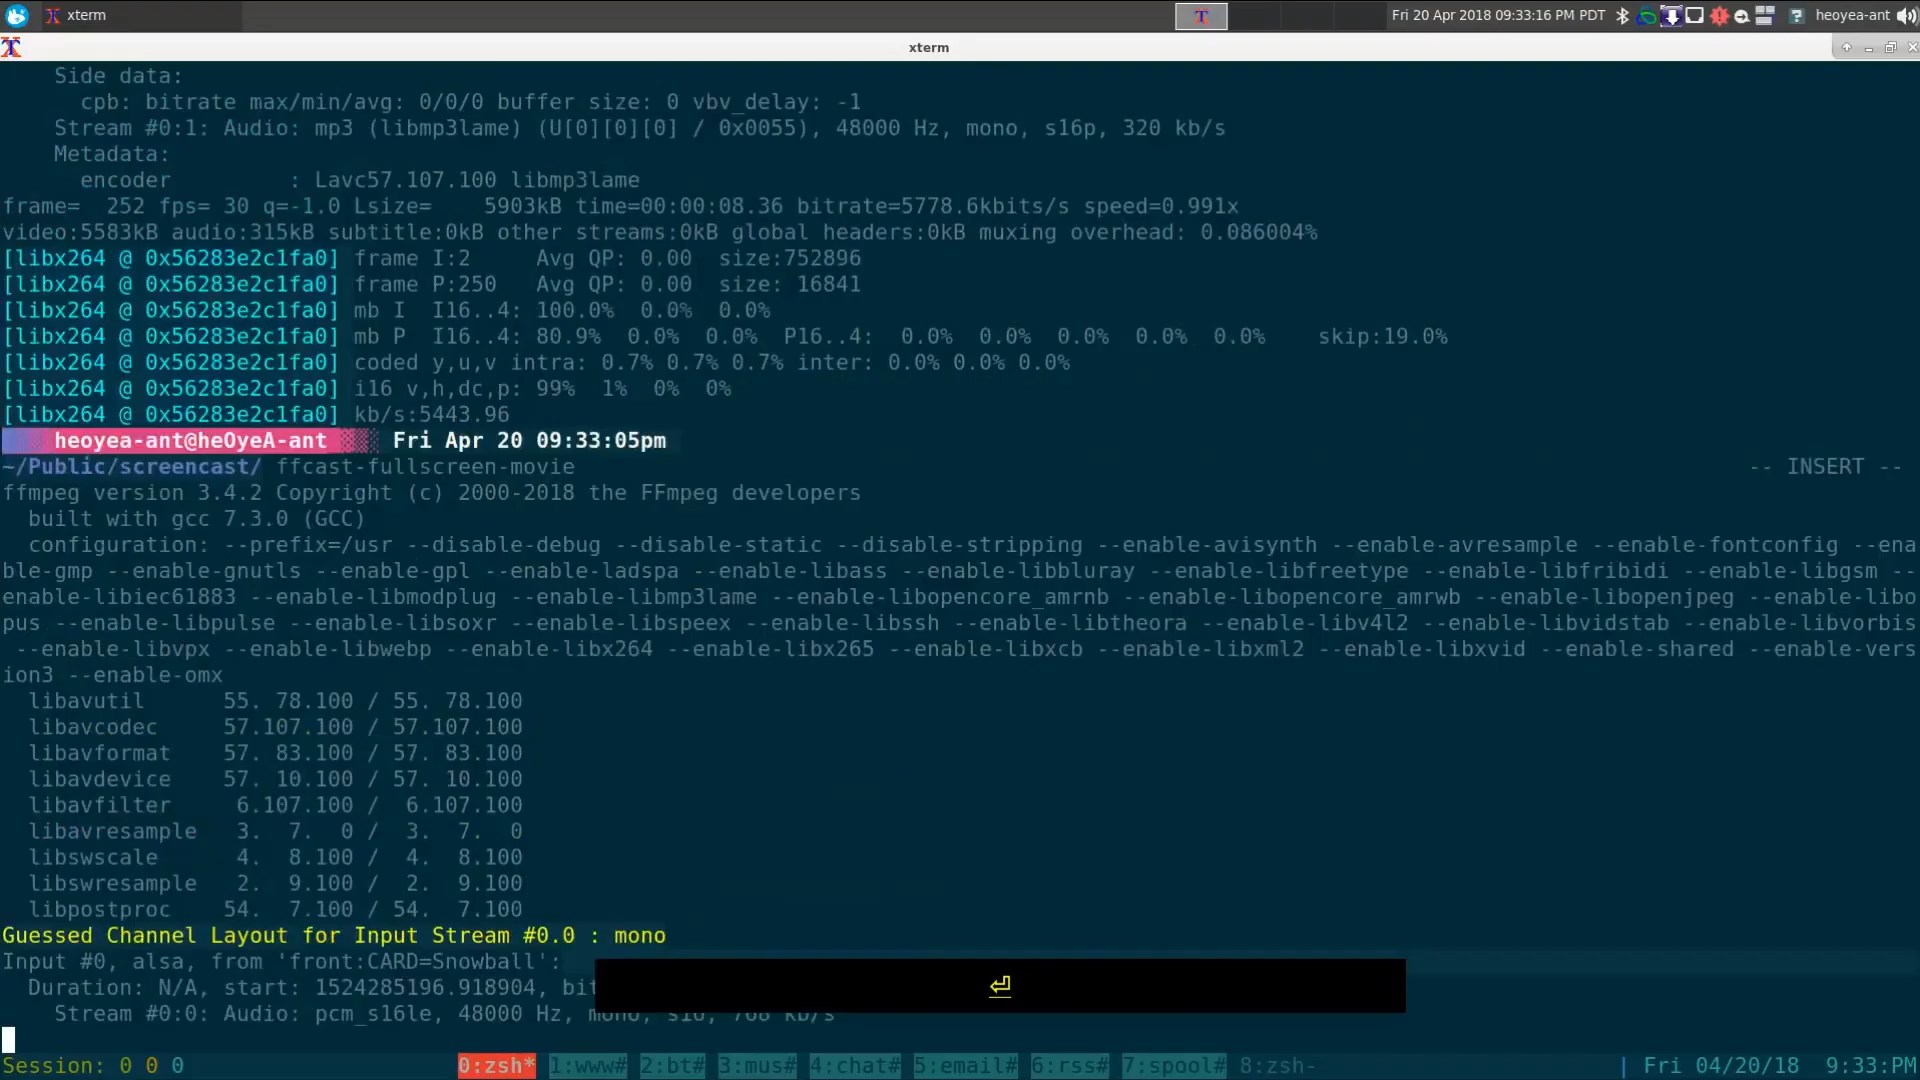 xterm
Fri 20 Apr 2018 09:33:16 PM PDT
heoyea-ant
xterm
Side data:
cpb: bitrate max/min/avg: 0/0/0 buffer size: 0 vbv_delay: -1
Stream #0:1: Audio: mp3 (libmp3lame) (U[0][0][0] / 0x0055), 48000 Hz, mono, s16p, 320 kb/s
Metadata:
encoder : Lavc57.107.100 libmp3lame
frame= 252 fps= 30 q=-1.0 Lsize= 5903kB time=00:00:08.36 bitrate=5778.6kbits/s speed=0.991x
video:5583kB audio:315kB subtitle:0kB other streams:0kB global headers:0kB muxing overhead: 0.086004%
[libx264 @ 0x56283e2c1fa0] frame I:2 Avg QP: 0.00 size:752896
[libx264 @ 0x56283e2c1fa0] frame P:250 Avg QP: 0.00 size: 16841
[libx264 @ 0x56283e2c1fa0] mb I I16..4: 100.0% 0.0% 0.0%
[libx264 @ 0x56283e2c1fa0] mb P I16..4: 80.9% 0.0% 0.0% P16..4: 0.0% 0.0% 0.0% 0.0% 0.0% skip:19.0%
[libx264 @ 0x56283e2c1fa0] coded y,u,v intra: 0.7% 0.7% 0.7% inter: 0.0% 0.0% 0.0%
[libx264 @ 0x56283e2c1fa0] i16 v,h,dc,p: 99% 1% 0% 0%
[libx264 @ 0x56283e2c1fa0] kb/s:5443.96
heoyea-ant@heOyeA-ant Fri Apr 20 09:33:05pm
~/Public/screencast/ ffcast-fullscreen-movie -- INSERT --
ffmpeg version 3.4.2 Copyright (c) 2000-2018 the FFmpeg developers
built with gcc 7.3.0 (GCC)
configuration: --prefix=/usr --disable-debug --disable-static --disable-stripping --enable-avisynth --enable-avresample --enable-fontconfig --ena
ble-gmp --enable-gnutls --enable-gpl --enable-ladspa --enable-libass --enable-libbluray --enable-libfreetype --enable-libfribidi --enable-libgsm --
enable-libiec61883 --enable-libmodplug --enable-libmp3lame --enable-libopencore_amrnb --enable-libopencore_amrwb --enable-libopenjpeg --enable-libo
pus --enable-libpulse --enable-libsoxr --enable-libspeex --enable-libssh --enable-libtheora --enable-libv4l2 --enable-libvidstab --enable-libvorbis
--enable-libvpx --enable-libwebp --enable-libx264 --enable-libx265 --enable-libxcb --enable-libxml2 --enable-libxvid --enable-shared --enable-vers
ion3 --enable-omx
libavutil 55. 78.100 / 55. 78.100
libavcodec 57.107.100 / 57.107.100
libavformat 57. 83.100 / 57. 83.100
libavdevice 57. 10.100 / 57. 10.100
libavfilter 6.107.100 / 6.107.100
libavresample 3. 7. 0 / 3. 7. 0
libswscale 4. 8.100 / 4. 8.100
libswresample 2. 9.100 / 2. 9.100
libpostproc 54. 7.100 / 54. 7.100
Guessed Channel Layout for Input Stream #0.0 : mono
Input #0, alsa, from 'front:CARD=Snowball':
Duration: N/A, start: 1524285196.918904, bit
⏎
Stream #0:0: Audio: pcm_s16le, 48000 Hz, mono, s16, 768 kb/s
Session: 0 0 0 0:zsh* 1:www# 2:bt# 3:mus# 4:chat# 5:email# 6:rss# 7:spool# 8:zsh- | Fri 04/20/18 9:33:PM